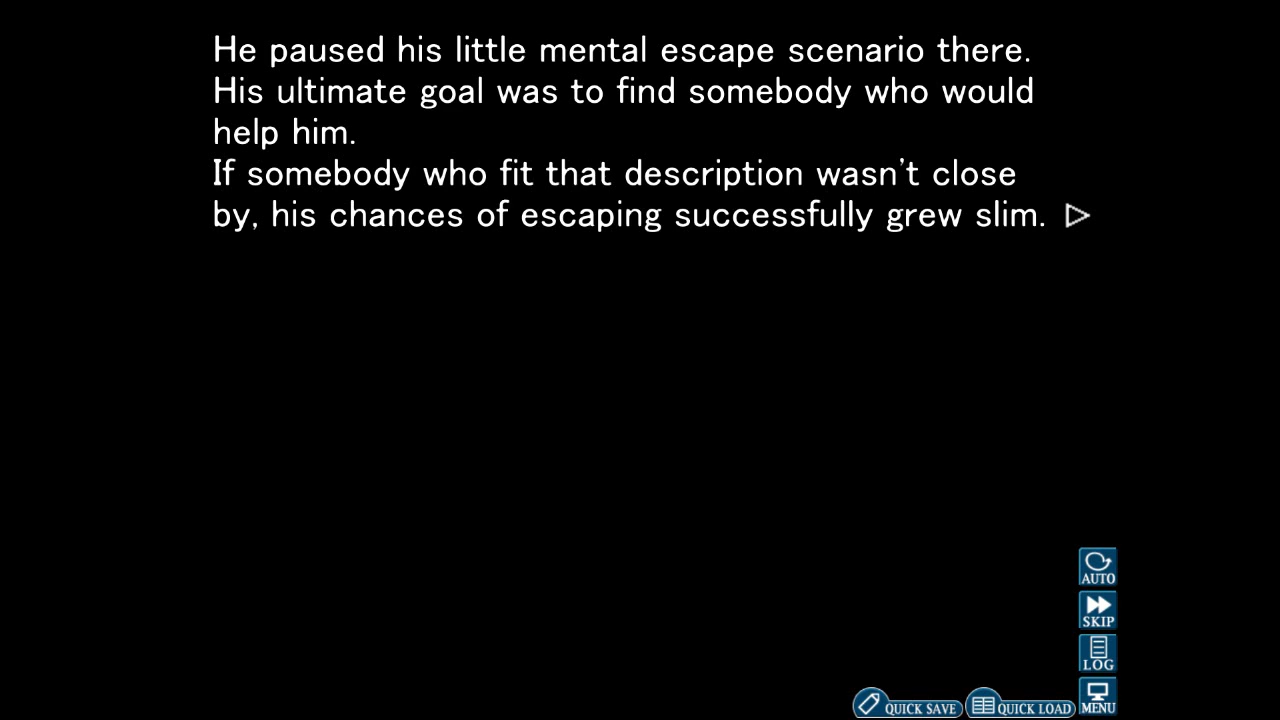 He paused his little mental escape scenario there.
His ultimate goal was to find somebody who would
help him.
If somebody who fit that description wasn't close
by, his chances of escaping successfully grew slim.
AUTO
SKIP
LOG
QUICK SAVE QUICK LOAD MENU